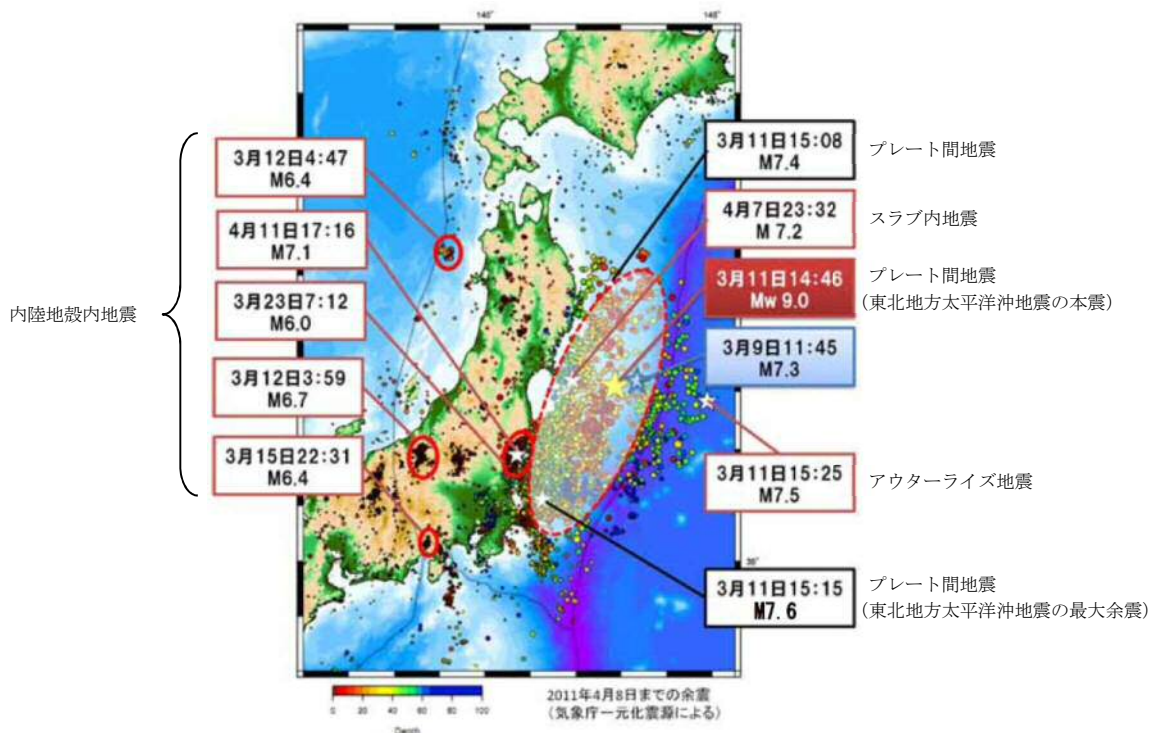 140°
145°
3月12日4:47
M6.4
4月11日17:16
M7.1
3月23日7:12
M6.0
3月12日3:59
M6.7
3月15日22:31
M6.4
内陸地殻内地震
3月11日15:08
M7.4
プレート間地震
4月7日23:32
M 7.2
スラブ内地震
3月11日14:46
Mw 9.0
プレート間地震
(東北地方太平洋沖地震の本震)
3月9日11:45
M7.3
3月11日15:25
M7.5
アウターライズ地震
35°
3月11日15:15
M7.6
プレート間地震
(東北地方太平洋沖地震の最大余震)
0 20 40 60 80 100
Depth
2011年4月8日までの余震
(気象庁一元化震源による)